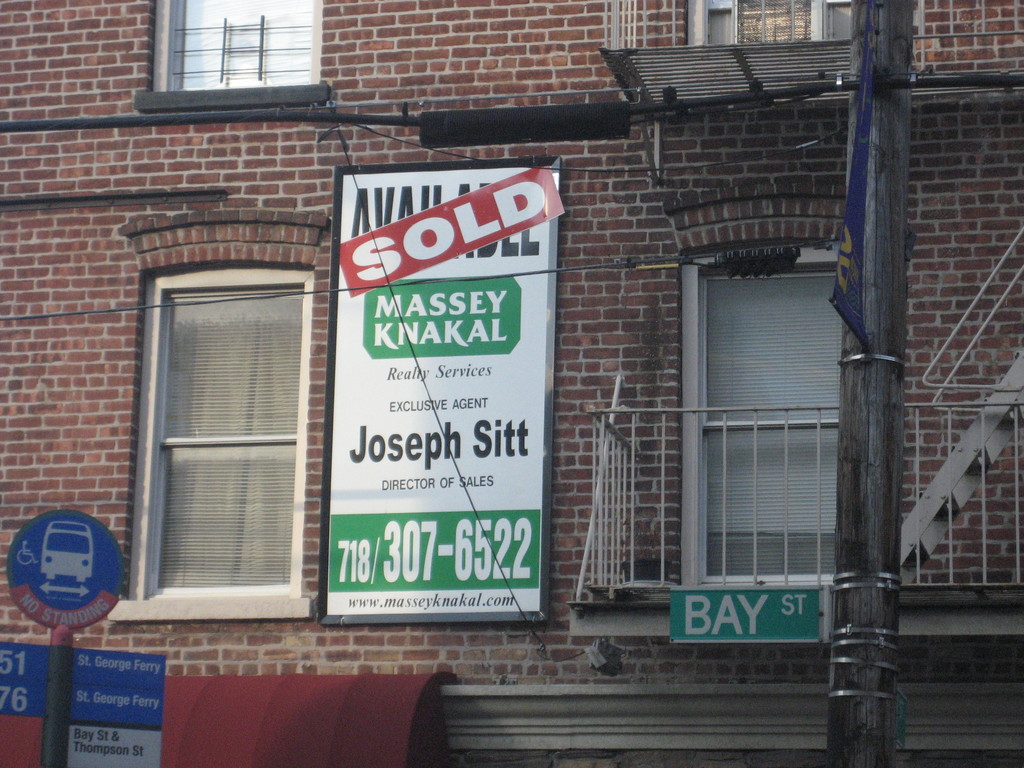 SOLD
MASSEY
KNAKAL
Realty Services
EXCLUSIVE AGENT
Joseph Sitt
DIRECTOR OF SALES
718/307-6522
www.masseyknakal.com
BAY ST
NO STANDING
51 St. George Ferry
76 St. George Ferry
Bay St &
Thompson St